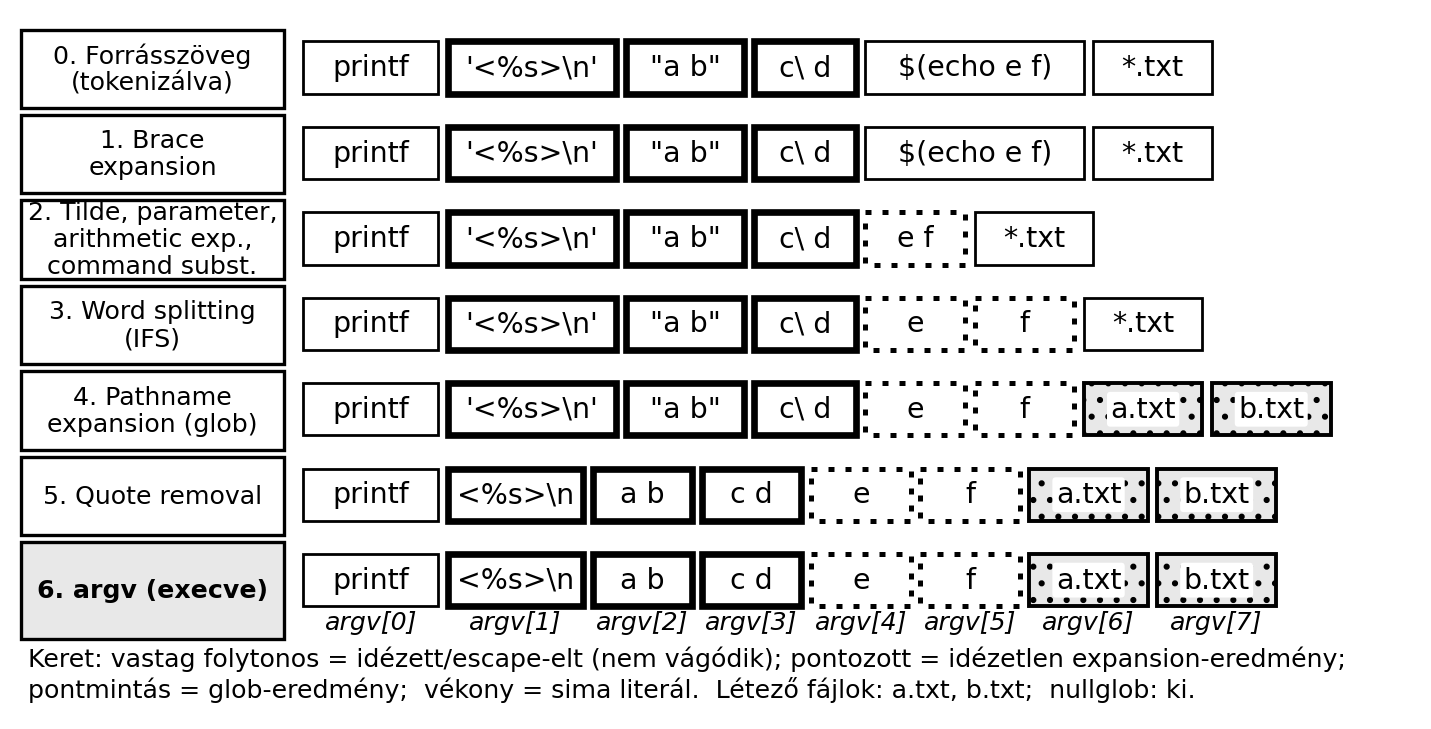 0. Forrásszöveg
(tokenizálva)
printf '<%s>\n' "a b" c\ d $(echo e f) *.txt
1. Brace
expansion
printf '<%s>\n' "a b" c\ d $(echo e f) *.txt
2. Tilde, parameter,
arithmetic exp.,
command subst.
printf '<%s>\n' "a b" c\ d e f *.txt
3. Word splitting
(IFS)
printf '<%s>\n' "a b" c\ d e f *.txt
4. Pathname
expansion (glob)
printf '<%s>\n' "a b" c\ d e f a.txt b.txt
5. Quote removal
printf <%s>\n a b c d e f a.txt b.txt
6. argv (execve)
printf <%s>\n a b c d e f a.txt b.txt
argv[0] argv[1] argv[2] argv[3] argv[4] argv[5] argv[6] argv[7]
Keret: vastag folytonos = idézett/escape-elt (nem vágódik); pontozott = idézetlen expansion-eredmény;
pontmintás = glob-eredmény;  vékony = sima literál.  Létező fájlok: a.txt, b.txt;  nullglob: ki.